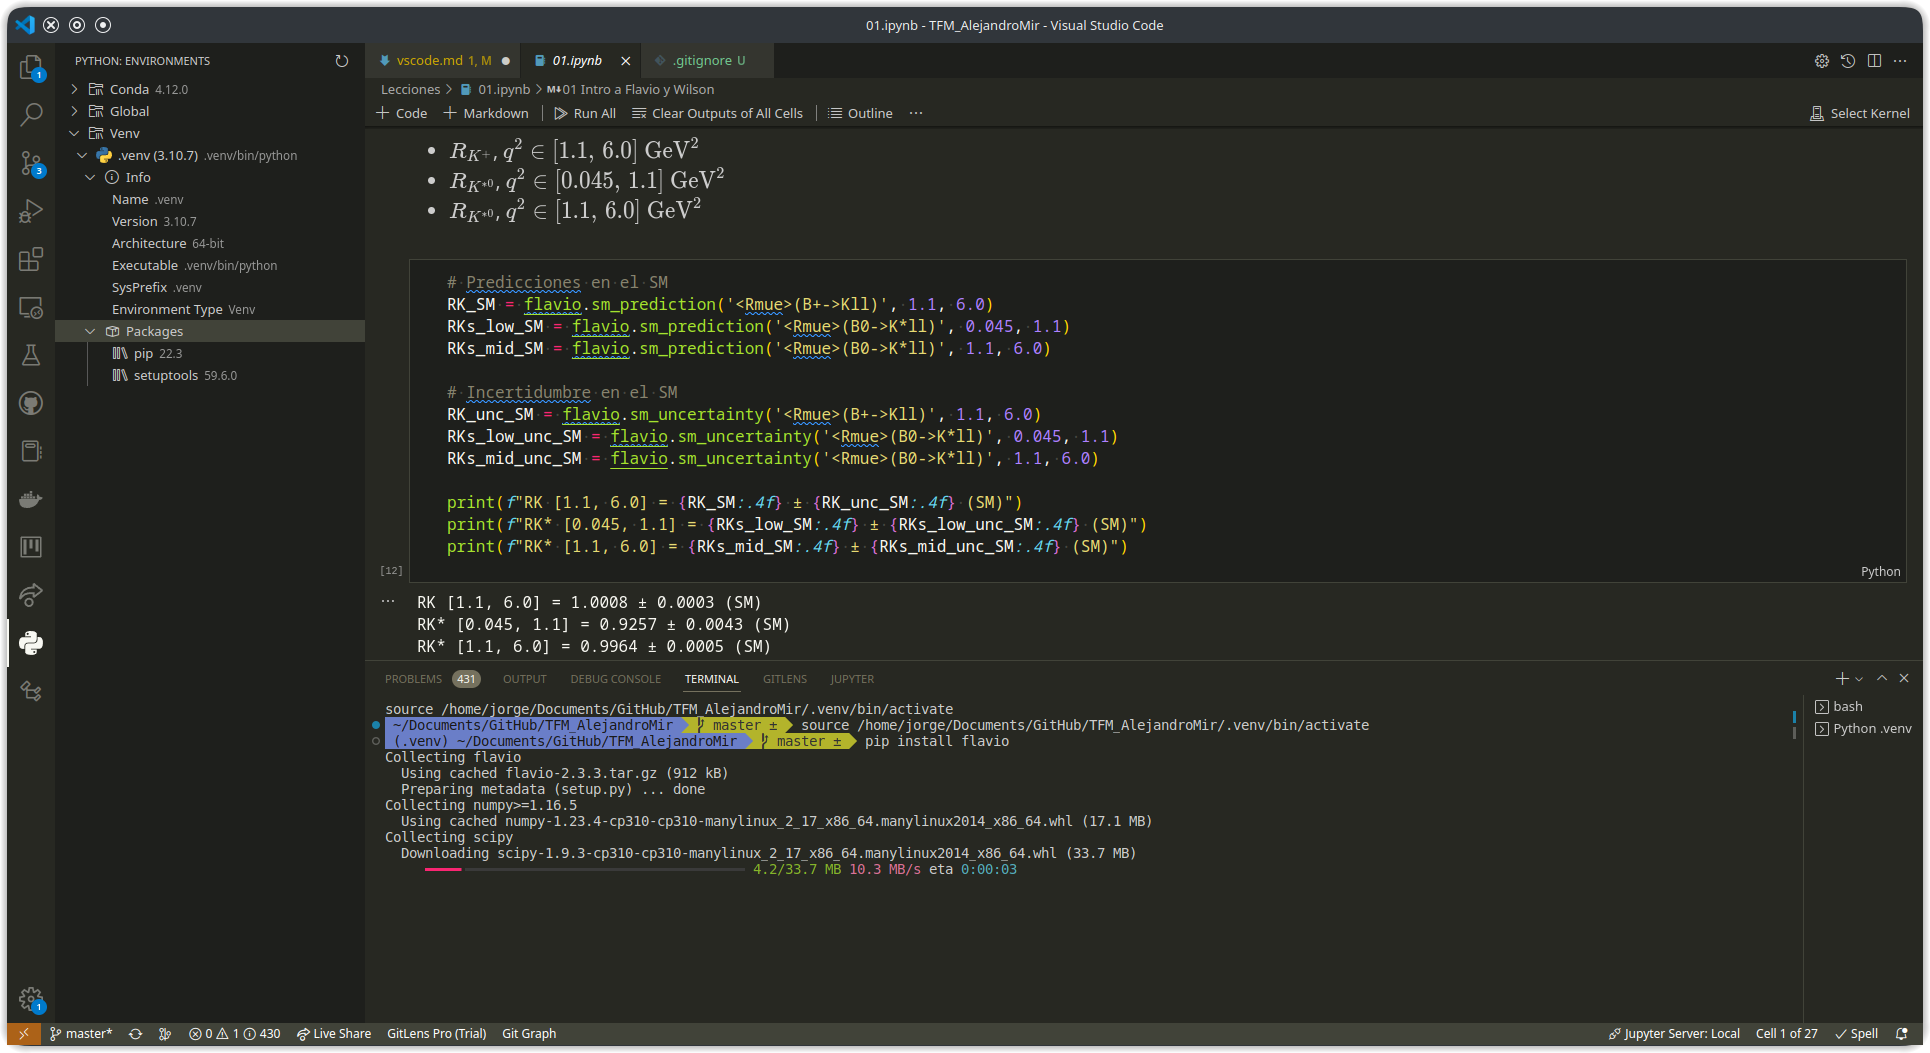 01.ipynb - TFM_AlejandroMir - Visual Studio Code
1
3
1
PYTHON: ENVIRONMENTS
Conda 4.12.0
Global
Venv
.venv (3.10.7) .venv/bin/python
Info
Name .venv
Version 3.10.7
Architecture 64-bit
Executable .venv/bin/python
SysPrefix .venv
Environment Type Venv
Packages
pip 22.3
setuptools 59.6.0
vscode.md 1, M
01.ipynb
.gitignore U
Lecciones > 01.ipynb > M↓01 Intro a Flavio y Wilson
Code
Markdown
Run All
Clear Outputs of All Cells
Outline
Select Kernel
• R_{K^+}, q² ∈ [1.1, 6.0] GeV²
• R_{K^{*0}}, q² ∈ [0.045, 1.1] GeV²
• R_{K^{*0}}, q² ∈ [1.1, 6.0] GeV²
# Predicciones en el SM
RK_SM = flavio.sm_prediction('<Rmue>(B+->Kll)', 1.1, 6.0)
RKs_low_SM = flavio.sm_prediction('<Rmue>(B0->K*ll)', 0.045, 1.1)
RKs_mid_SM = flavio.sm_prediction('<Rmue>(B0->K*ll)', 1.1, 6.0)
# Incertidumbre en el SM
RK_unc_SM = flavio.sm_uncertainty('<Rmue>(B+->Kll)', 1.1, 6.0)
RKs_low_unc_SM = flavio.sm_uncertainty('<Rmue>(B0->K*ll)', 0.045, 1.1)
RKs_mid_unc_SM = flavio.sm_uncertainty('<Rmue>(B0->K*ll)', 1.1, 6.0)
print(f"RK [1.1, 6.0] = {RK_SM:.4f} ± {RK_unc_SM:.4f} (SM)")
print(f"RK* [0.045, 1.1] = {RKs_low_SM:.4f} ± {RKs_low_unc_SM:.4f} (SM)")
print(f"RK* [1.1, 6.0] = {RKs_mid_SM:.4f} ± {RKs_mid_unc_SM:.4f} (SM)")
[12]
Python
RK [1.1, 6.0] = 1.0008 ± 0.0003 (SM)
RK* [0.045, 1.1] = 0.9257 ± 0.0043 (SM)
RK* [1.1, 6.0] = 0.9964 ± 0.0005 (SM)
PROBLEMS 431 OUTPUT DEBUG CONSOLE TERMINAL GITLENS JUPYTER
source /home/jorge/Documents/GitHub/TFM_AlejandroMir/.venv/bin/activate
~/Documents/GitHub/TFM_AlejandroMir master ± source /home/jorge/Documents/GitHub/TFM_AlejandroMir/.venv/bin/activate
(.venv) ~/Documents/GitHub/TFM_AlejandroMir master ± pip install flavio
Collecting flavio
Using cached flavio-2.3.3.tar.gz (912 kB)
Preparing metadata (setup.py) ... done
Collecting numpy>=1.16.5
Using cached numpy-1.23.4-cp310-cp310-manylinux_2_17_x86_64.manylinux2014_x86_64.whl (17.1 MB)
Collecting scipy
Downloading scipy-1.9.3-cp310-cp310-manylinux_2_17_x86_64.manylinux2014_x86_64.whl (33.7 MB)
4.2/33.7 MB 10.3 MB/s eta 0:00:03
bash
Python .venv
master* 0 1 430 Live Share GitLens Pro (Trial) Git Graph Jupyter Server: Local Cell 1 of 27 Spell